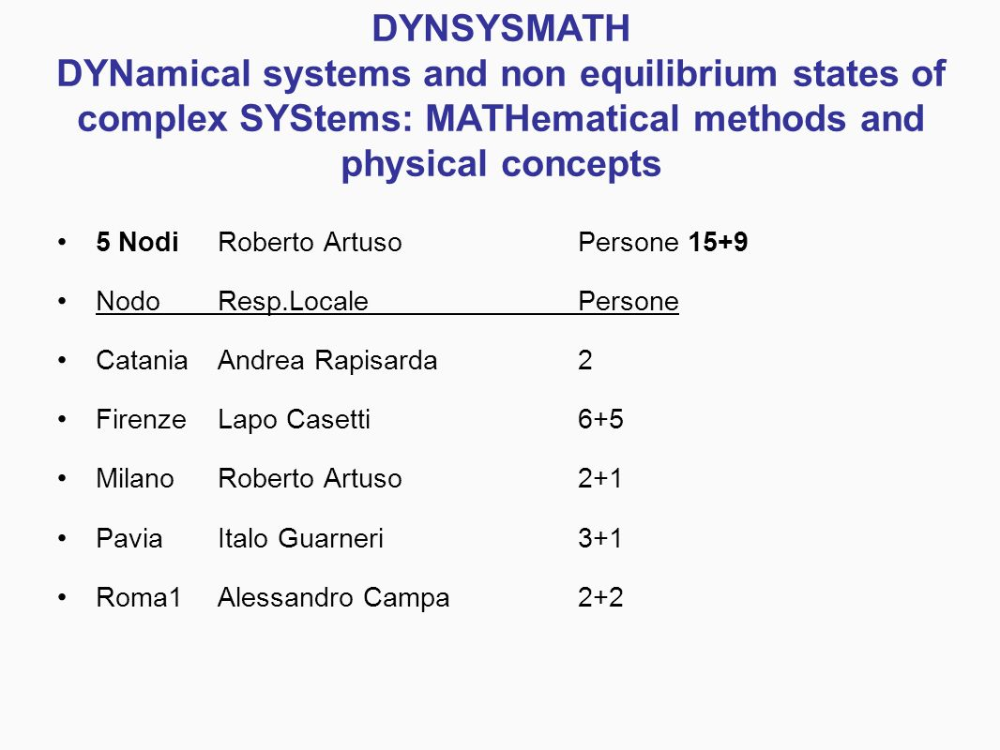 DYNSYSMATH
DYNamical systems and non equilibrium states of
complex SYStems: MATHematical methods and
physical concepts
• 5 Nodi Roberto Artuso Persone 15+9
• Nodo Resp.Locale Persone
• Catania Andrea Rapisarda 2
• Firenze Lapo Casetti 6+5
• Milano Roberto Artuso 2+1
• Pavia Italo Guarneri 3+1
• Roma1 Alessandro Campa 2+2